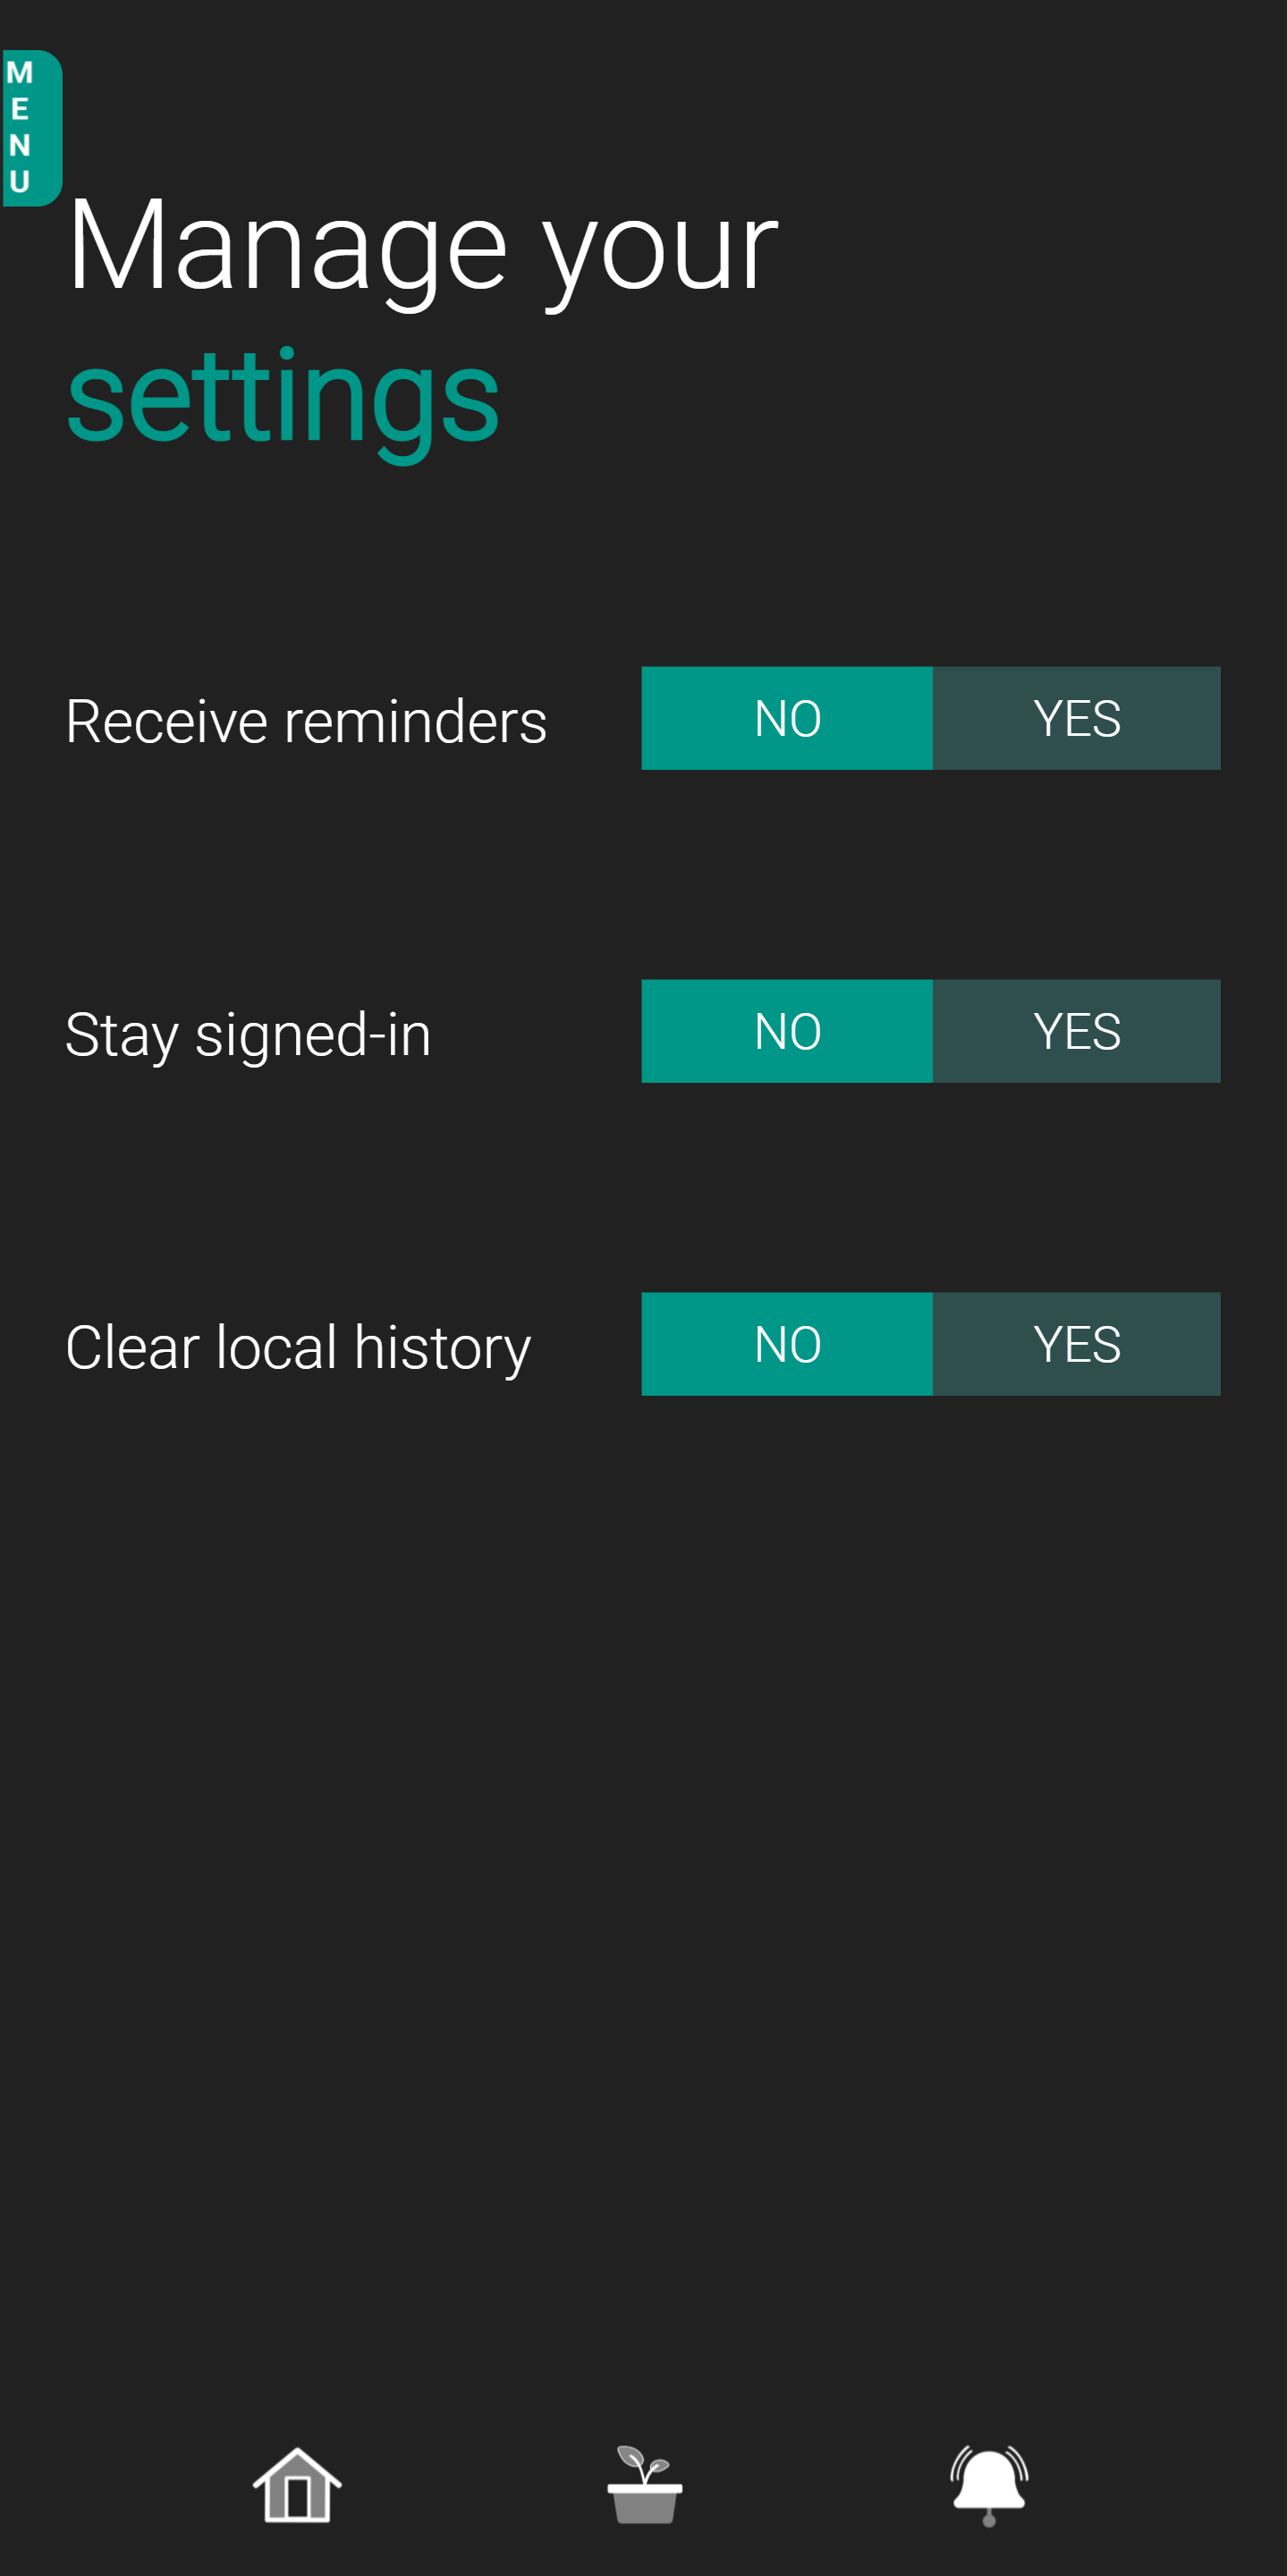 MENU
Manage your
settings
Receive reminders NO YES
Stay signed-in NO YES
Clear local history NO YES